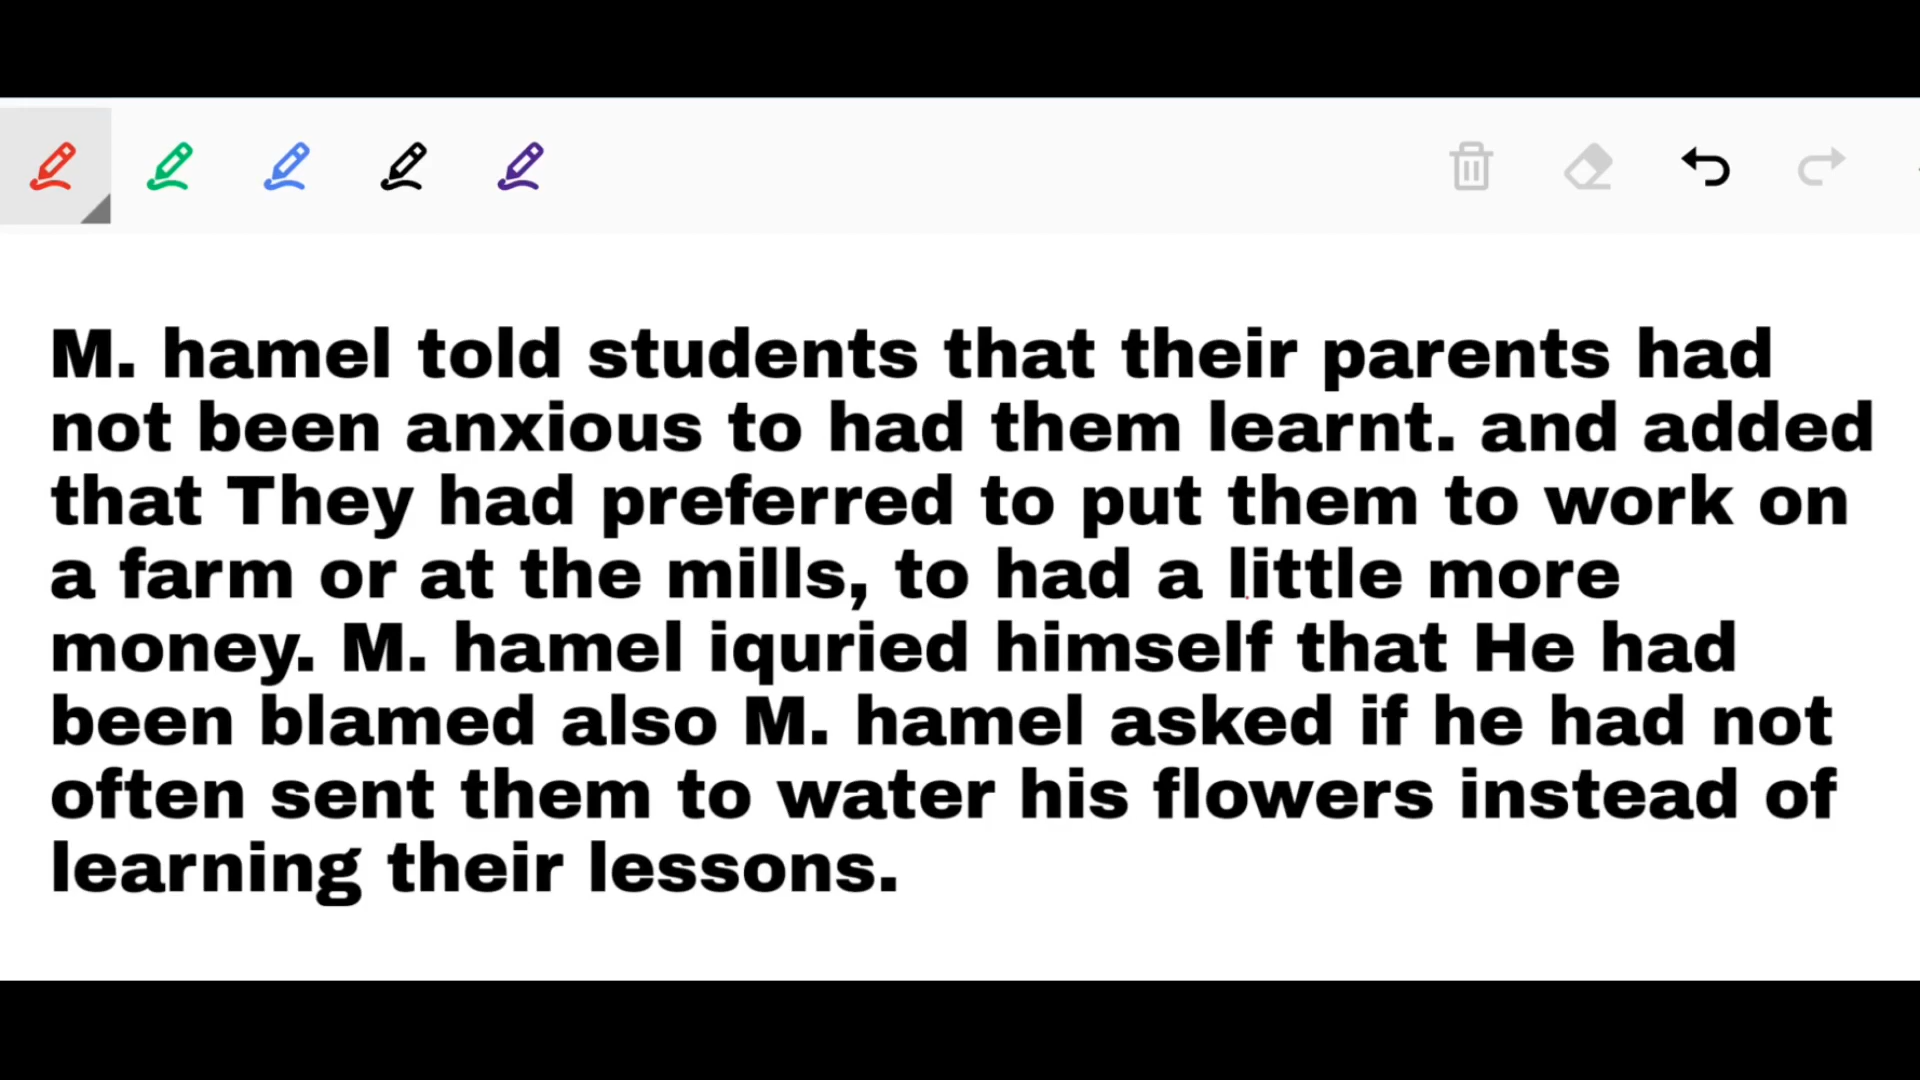 M. hamel told students that their parents had
not been anxious to had them learnt. and added
that They had preferred to put them to work on
a farm or at the mills, to had a little more
money. M. hamel iquried himself that He had
been blamed also M. hamel asked if he had not
often sent them to water his flowers instead of
learning their lessons.